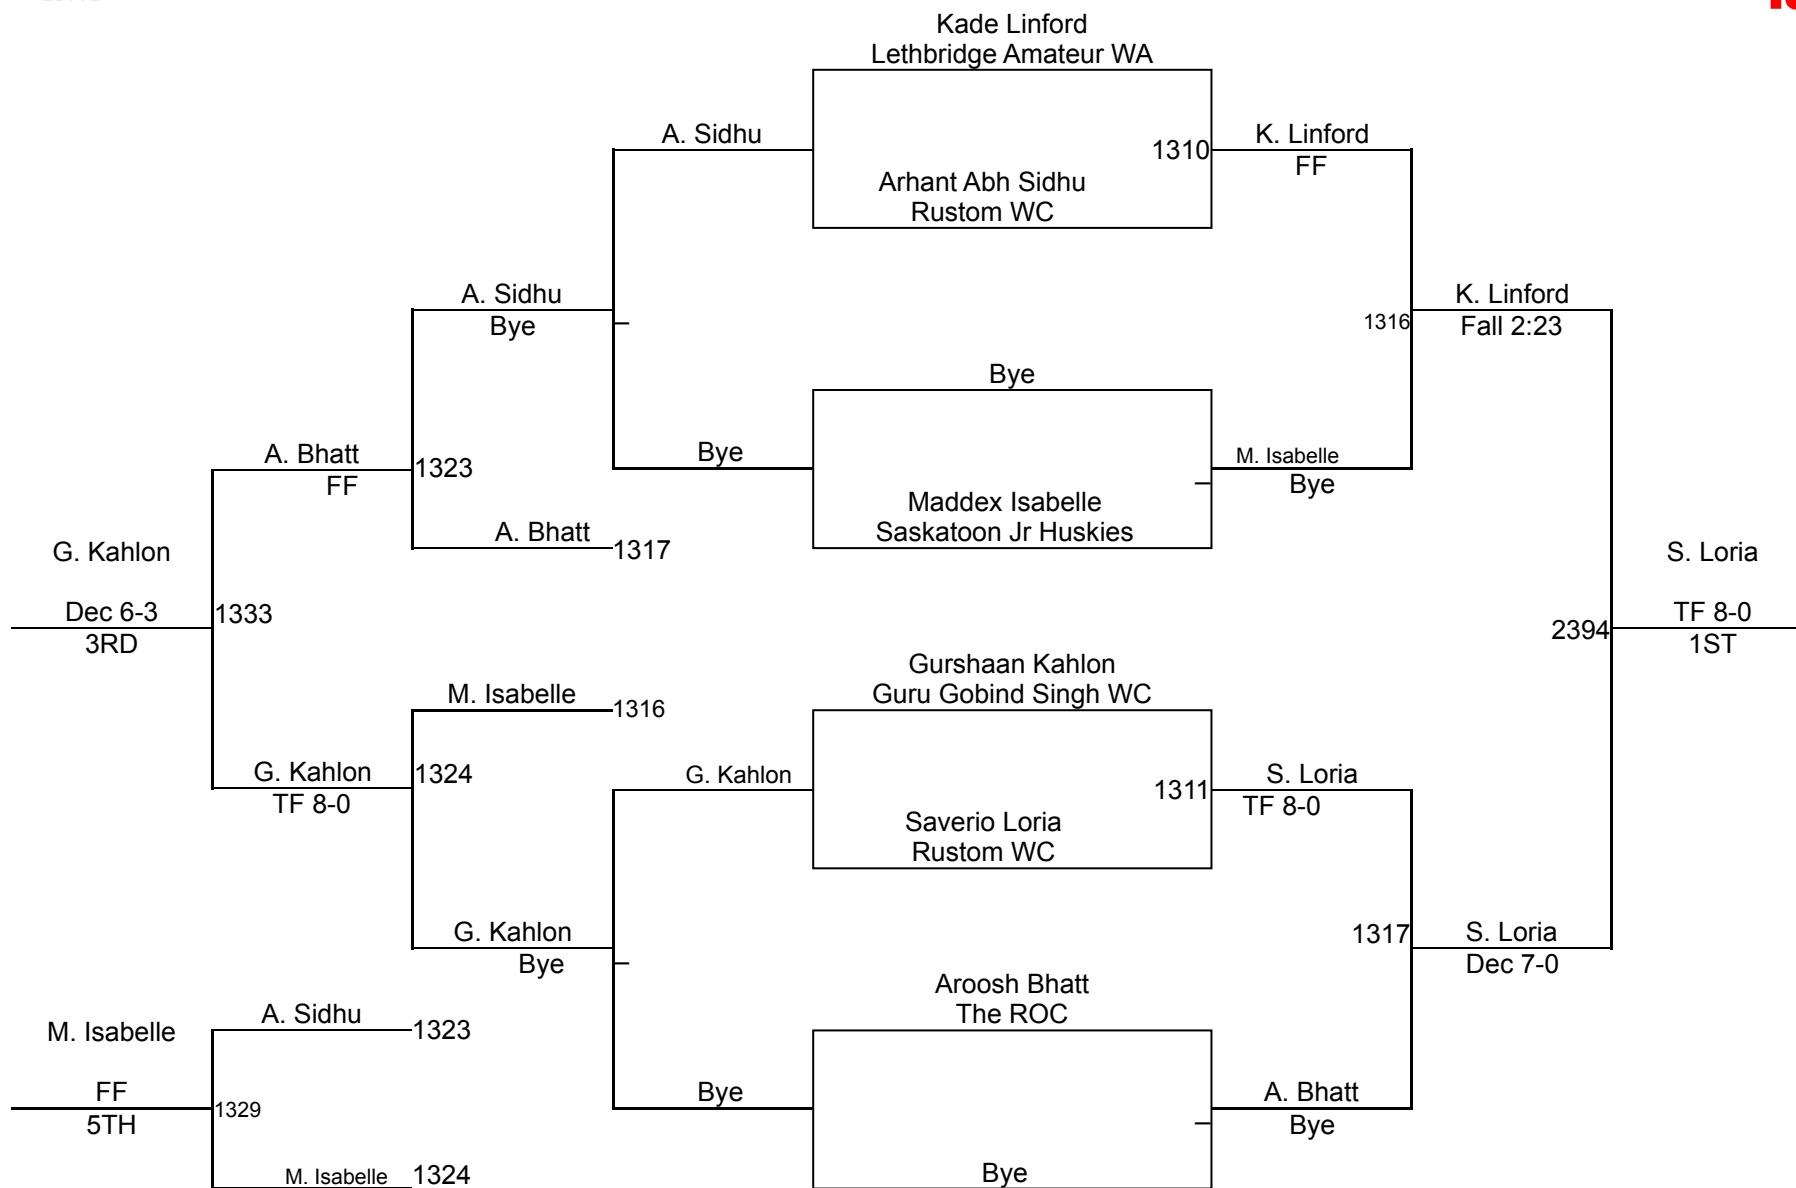 Kade Linford
Lethbridge Amateur WA
A. Sidhu
1310
K. Linford
FF
Arhant Abh Sidhu
Rustom WC
A. Sidhu
Bye
1316
K. Linford
Fall 2:23
Bye
A. Bhatt
FF
1323
Bye
M. Isabelle
Bye
Maddex Isabelle
Saskatoon Jr Huskies
A. Bhatt
1317
G. Kahlon
S. Loria
Dec 6-3
3RD
1333
2394
TF 8-0
1ST
Gurshaan Kahlon
Guru Gobind Singh WC
M. Isabelle
1316
G. Kahlon
TF 8-0
1324
G. Kahlon
1311
S. Loria
TF 8-0
Saverio Loria
Rustom WC
G. Kahlon
Bye
1317
S. Loria
Dec 7-0
Aroosh Bhatt
The ROC
M. Isabelle
A. Sidhu
1323
FF
5TH
1329
Bye
A. Bhatt
Bye
M. Isabelle
1324
Bye